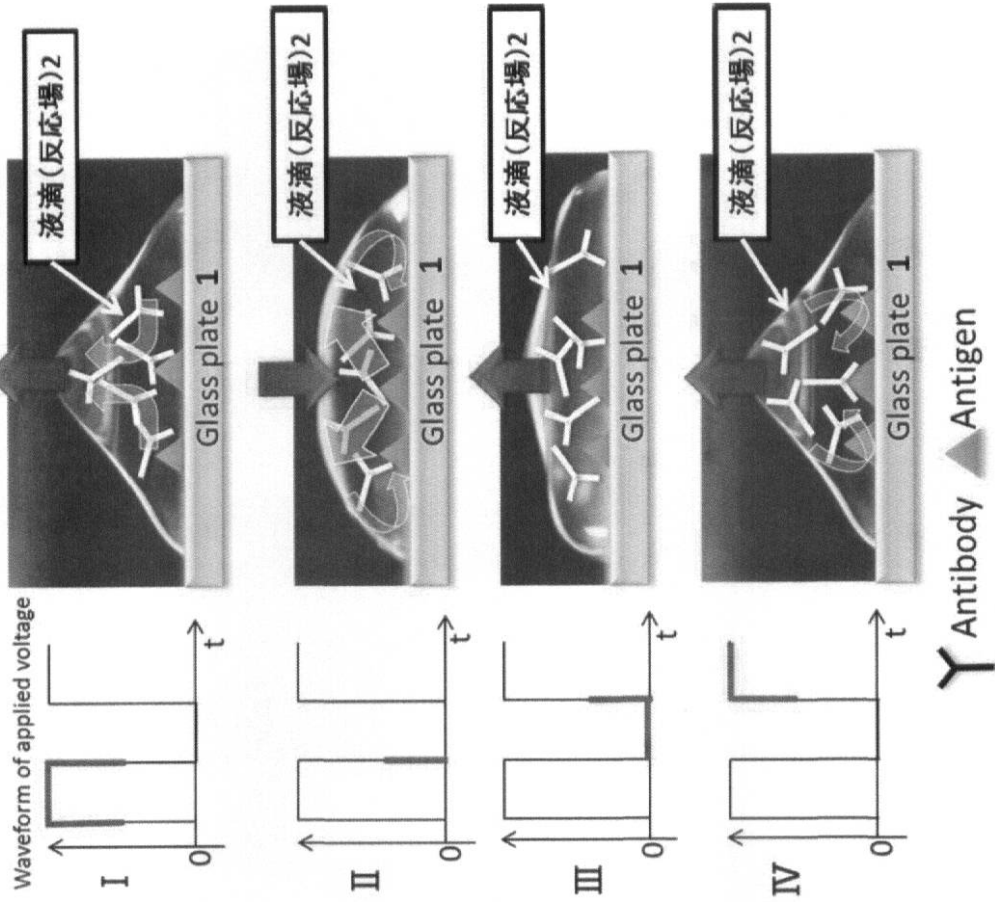 Waveform of applied voltage
I
0
t
液滴(反応場)2
Glass plate 1
II
0
液滴(反応場)2
Glass plate 1
III
0
液滴(反応場)2
Glass plate 1
IV
0
t
液滴(反応場)2
Glass plate 1
Antibody
Antigen